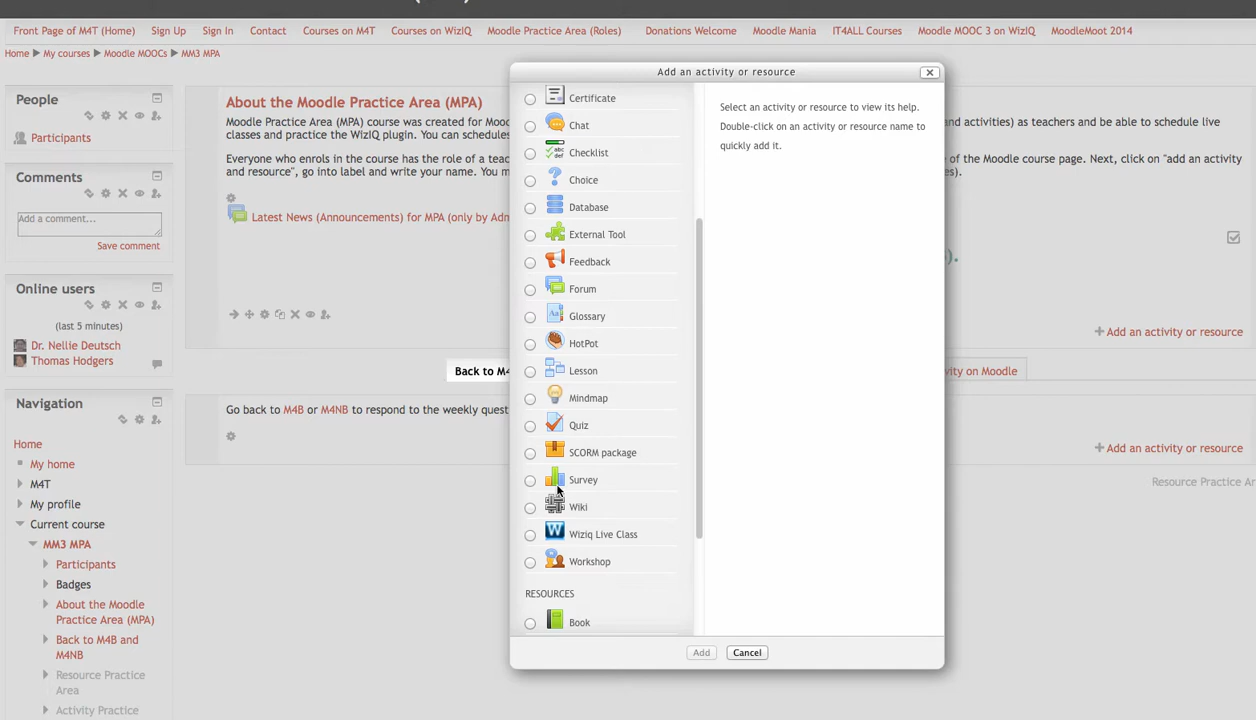 Front Page of M4T (Home) Sign Up Sign In Contact Courses on M4T Courses on WizIQ Moodle Practice Area (Roles) Donations Welcome Moodle Mania IT4ALL Courses Moodle MOOC 3 on WizIQ MoodleMoot 2014
Home My courses Moodle MOOCs MM3 MPA
People
Participants
Comments
Add a comment...
Save comment
Online users
(last 5 minutes)
Dr. Nellie Deutsch
Thomas Hodgers
Navigation
Home
My home
M4T
My profile
Current course
MM3 MPA
Participants
Badges
About the Moodle
Practice Area (MPA)
Back to M4B and
M4NB
Resource Practice
Area
Activity Practice
About the Moodle Practice Area (MPA)
Moodle Practice Area (MPA) course was created for Mood
classes and practice the WizIQ plugin. You can schedules
Everyone who enrols in the course has the role of a teac
and resource", go into label and write your name. You m
Latest News (Announcements) for MPA (only by Adm
Back to M4
Go back to M4B or M4NB to respond to the weekly quest
Add an activity or resource
Certificate
Chat
Checklist
Choice
Database
External Tool
Feedback
Forum
Glossary
HotPot
Lesson
Mindmap
Quiz
SCORM package
Survey
Wiki
Wiziq Live Class
Workshop
RESOURCES
Book
Select an activity or resource to view its help.
Double-click on an activity or resource name to
quickly add it.
Add Cancel
and activities) as teachers and be able to schedule live
of the Moodle course page. Next, click on "add an activity
es).
).
Add an activity or resource
vity on Moodle
Add an activity or resource
Resource Practice Ar